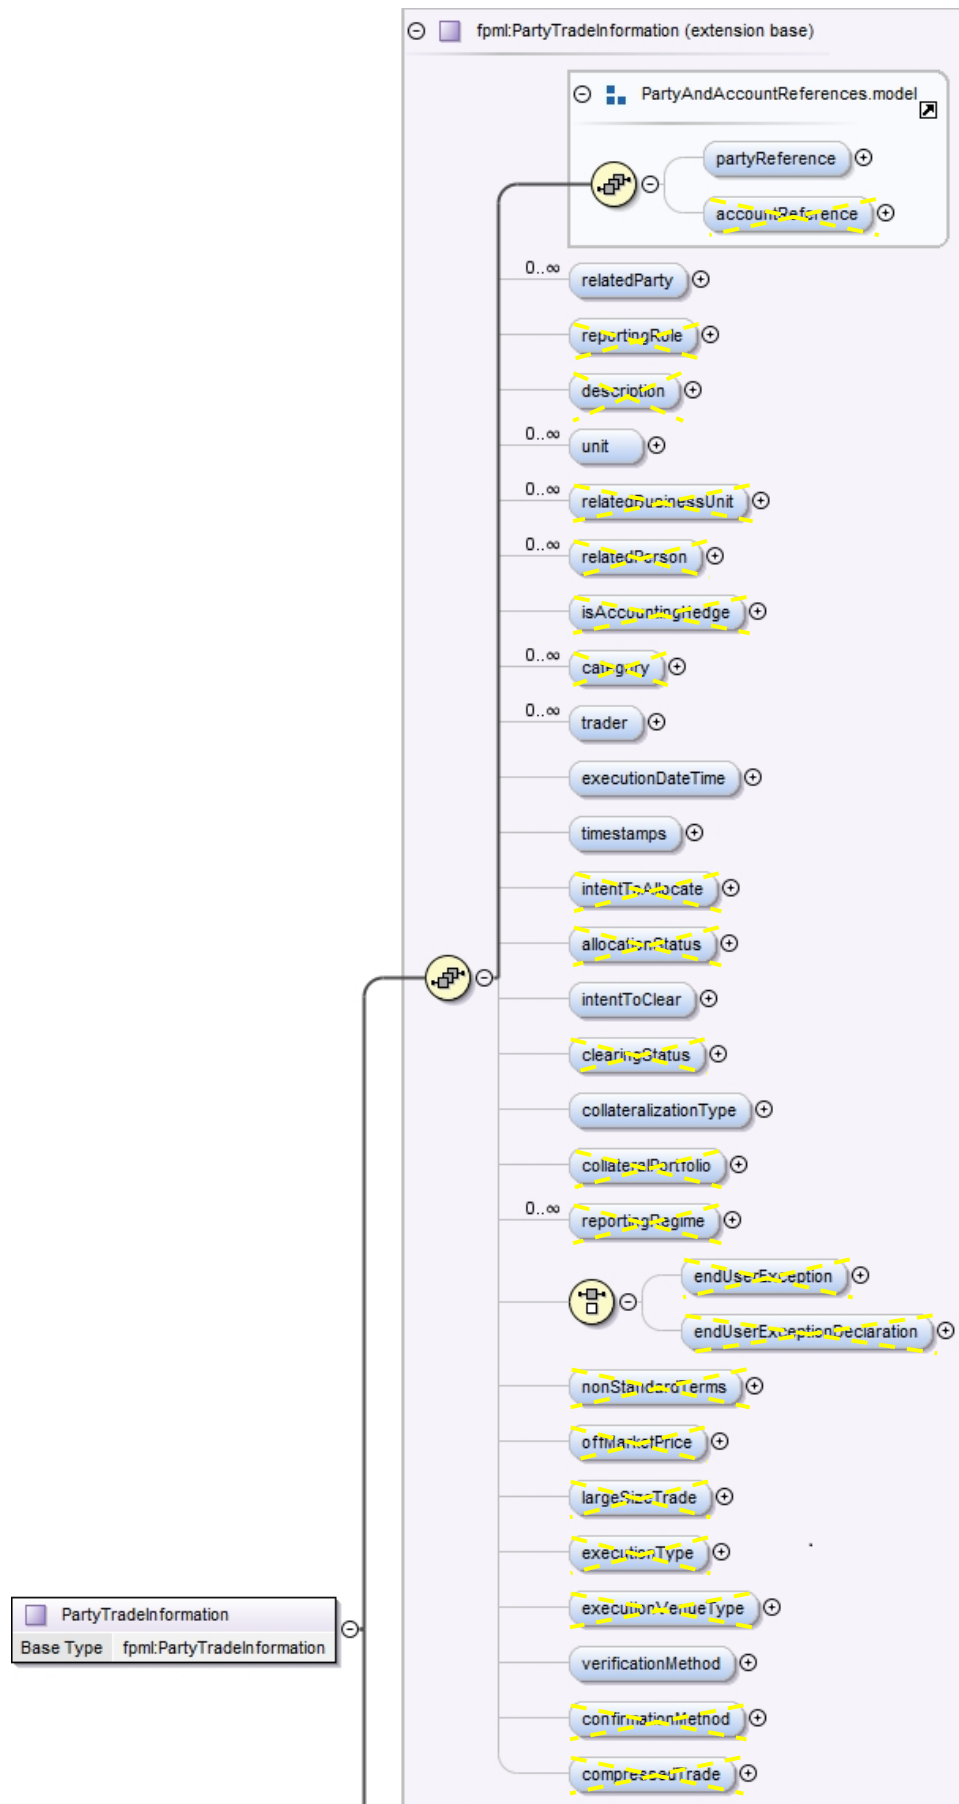 fpml:PartyTradeInformation (extension base)
PartyAndAccountReferences.model
partyReference
accountReference
0..∞
relatedParty
reportingRole
description
0..∞
unit
0..∞
relatedBusinessUnit
0..∞
relatedPerson
isAccountingHedge
0..∞
category
0..∞
trader
executionDateTime
timestamps
intentToAllocate
allocationStatus
intentToClear
clearingStatus
collateralizationType
collateralPortfolio
0..∞
reportingRegime
endUserException
endUserExceptionDeclaration
nonStandardTerms
offMarketPrice
largeSizeTrade
executionType
executionVenueType
PartyTradeInformation
Base Type fpml:PartyTradeInformation
verificationMethod
confirmationMethod
compressedTrade